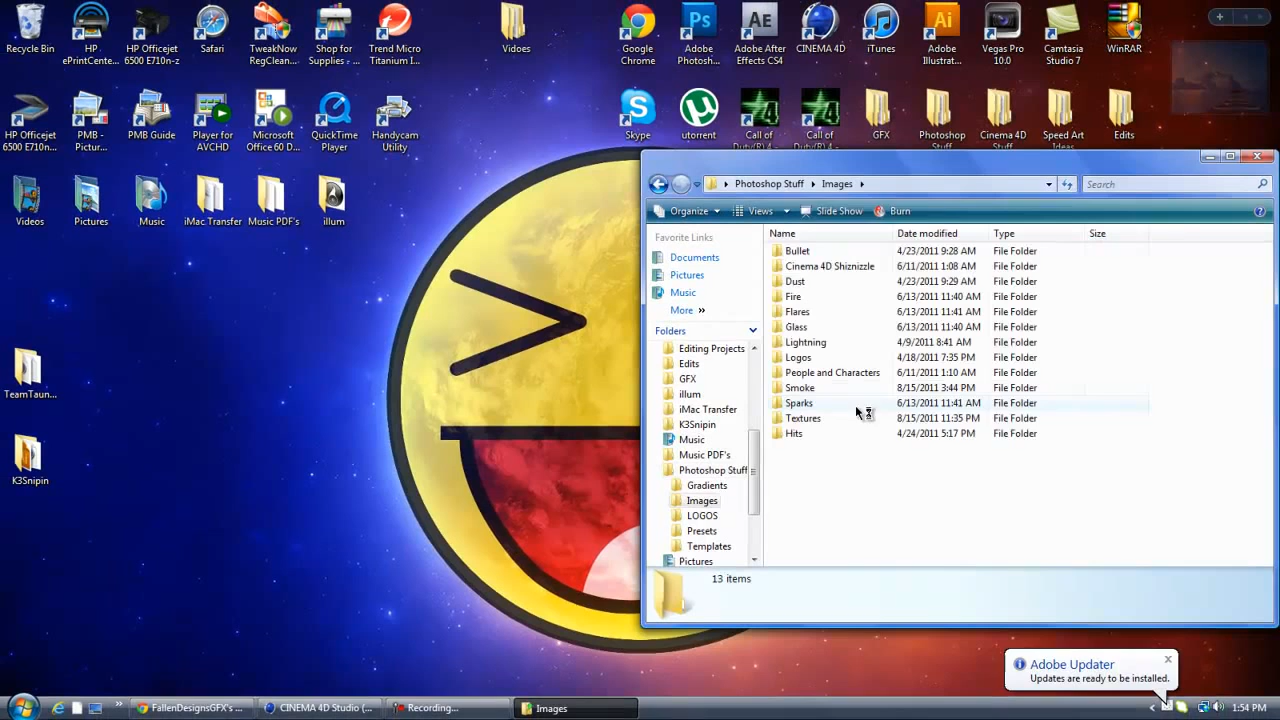 Recycle Bin
HP ePrintCente...
HP Officejet 6500 E710n-z
Safari
TweakNow RegClean...
Shop for Supplies - ...
Trend Micro Titanium I...
Vidoes
Google Chrome
Adobe Photosh...
Adobe After Effects CS4
CINEMA 4D
iTunes
Adobe Illustrat...
Vegas Pro 10.0
Camtasia Studio 7
WinRAR
HP Officejet 6500 E710n...
PMB - Pictur...
PMB Guide
Player for AVCHD
Microsoft Office 60 D...
QuickTime Player
Handycam Utility
Skype
utorrent
Call of Duty(R) 4 - ...
Call of Duty(R) 4 - ...
GFX
Photoshop Stuff
Cinema 4D Stuff
Speed Art Ideas
Edits
Videos
Pictures
Music
iMac Transfer
Music PDF's
illum
TeamTaun...
K3Snipin
Photoshop Stuff
Images
Search
Organize
Views
Slide Show
Burn
Favorite Links
Documents
Pictures
Music
More »
Folders
Editing Projects
Edits
GFX
illum
iMac Transfer
K3Snipin
Music
Music PDF's
Photoshop Stuff
Gradients
Images
LOGOS
Presets
Templates
Pictures
Name Date modified Type Size
Bullet 4/23/2011 9:28 AM File Folder
Cinema 4D Shiznizzle 6/11/2011 1:08 AM File Folder
Dust 4/23/2011 9:29 AM File Folder
Fire 6/13/2011 11:40 AM File Folder
Flares 6/13/2011 11:41 AM File Folder
Glass 6/13/2011 11:40 AM File Folder
Lightning 4/9/2011 8:41 AM File Folder
Logos 4/18/2011 7:35 PM File Folder
People and Characters 6/11/2011 1:10 AM File Folder
Smoke 8/15/2011 3:44 PM File Folder
Sparks 6/13/2011 11:41 AM File Folder
Textures 8/15/2011 11:35 PM File Folder
Hits 4/24/2011 5:17 PM File Folder
13 items
Adobe Updater
Updates are ready to be installed.
FallenDesignsGFX's ...
CINEMA 4D Studio (...
Recording...
Images
1:54 PM